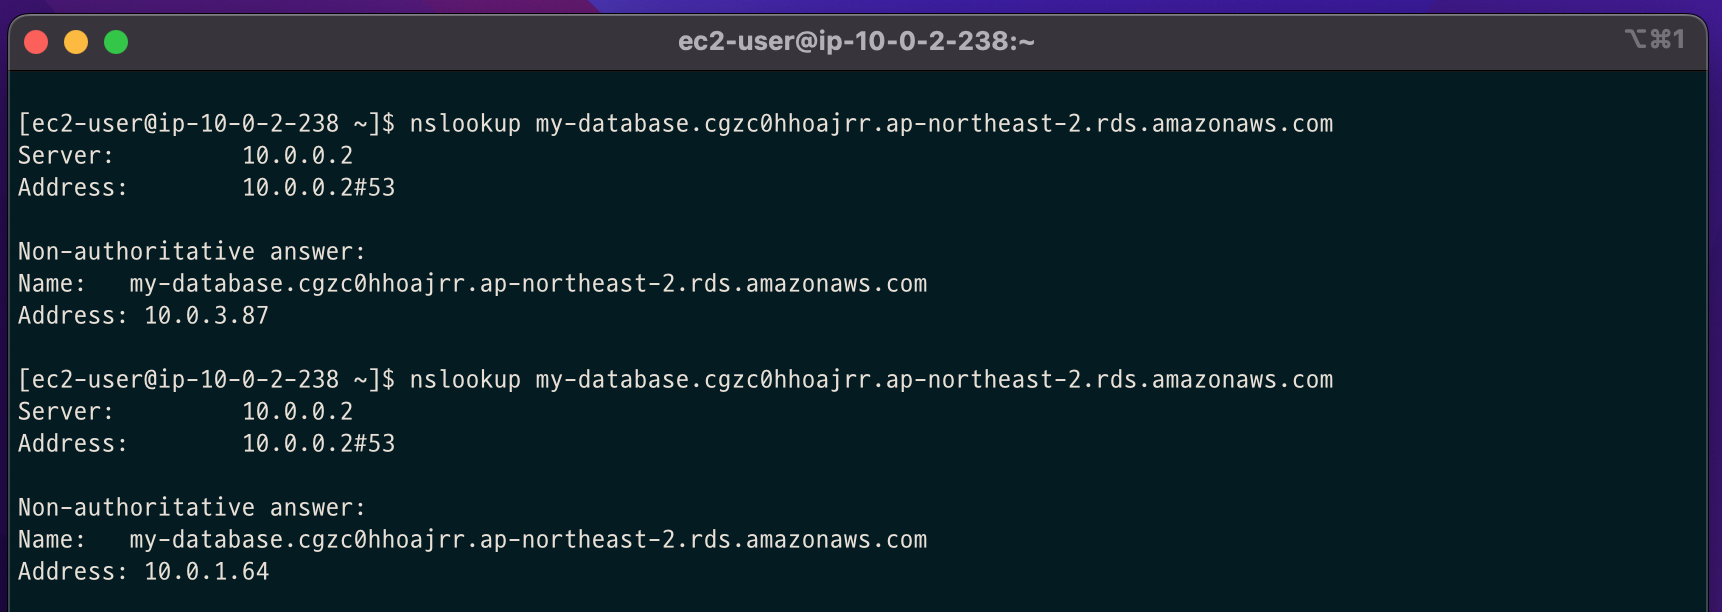 ec2-user@ip-10-0-2-238:~
⌥⌘1
[ec2-user@ip-10-0-2-238 ~]$ nslookup my-database.cgzc0hhoajrr.ap-northeast-2.rds.amazonaws.com
Server:         10.0.0.2
Address:        10.0.0.2#53
Non-authoritative answer:
Name:   my-database.cgzc0hhoajrr.ap-northeast-2.rds.amazonaws.com
Address: 10.0.3.87
[ec2-user@ip-10-0-2-238 ~]$ nslookup my-database.cgzc0hhoajrr.ap-northeast-2.rds.amazonaws.com
Server:         10.0.0.2
Address:        10.0.0.2#53
Non-authoritative answer:
Name:   my-database.cgzc0hhoajrr.ap-northeast-2.rds.amazonaws.com
Address: 10.0.1.64